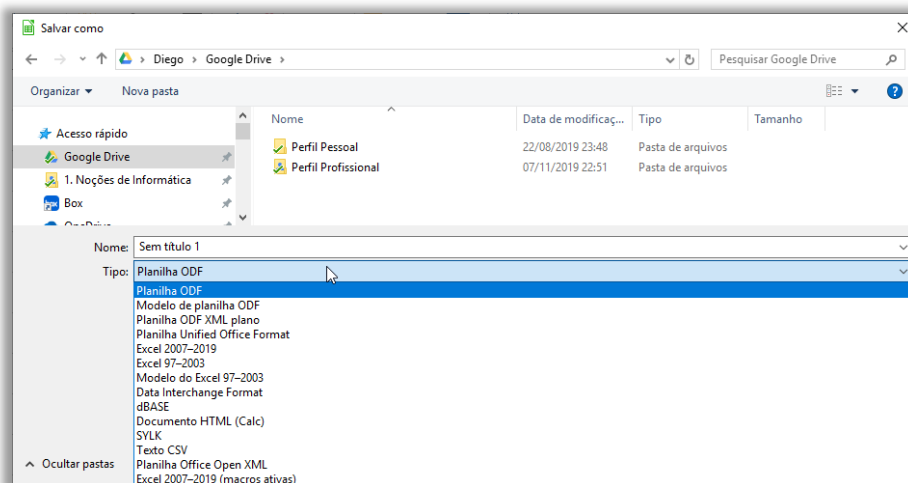 Salvar como
Diego › Google Drive ›
Pesquisar Google Drive
Organizar
Nova pasta
Nome
Data de modificaç...
Tipo
Tamanho
Acesso rápido
Google Drive
1. Noções de Informática
Box
OneDrive
Perfil Pessoal 22/08/2019 23:48 Pasta de arquivos
Perfil Profissional 07/11/2019 22:51 Pasta de arquivos
Nome: Sem título 1
Tipo: Planilha ODF
Planilha ODF
Modelo de planilha ODF
Planilha ODF XML plano
Planilha Unified Office Format
Excel 2007–2019
Excel 97–2003
Modelo do Excel 97–2003
Data Interchange Format
dBASE
Documento HTML (Calc)
SYLK
Texto CSV
Planilha Office Open XML
Excel 2007–2019 (macros ativas)
Ocultar pastas